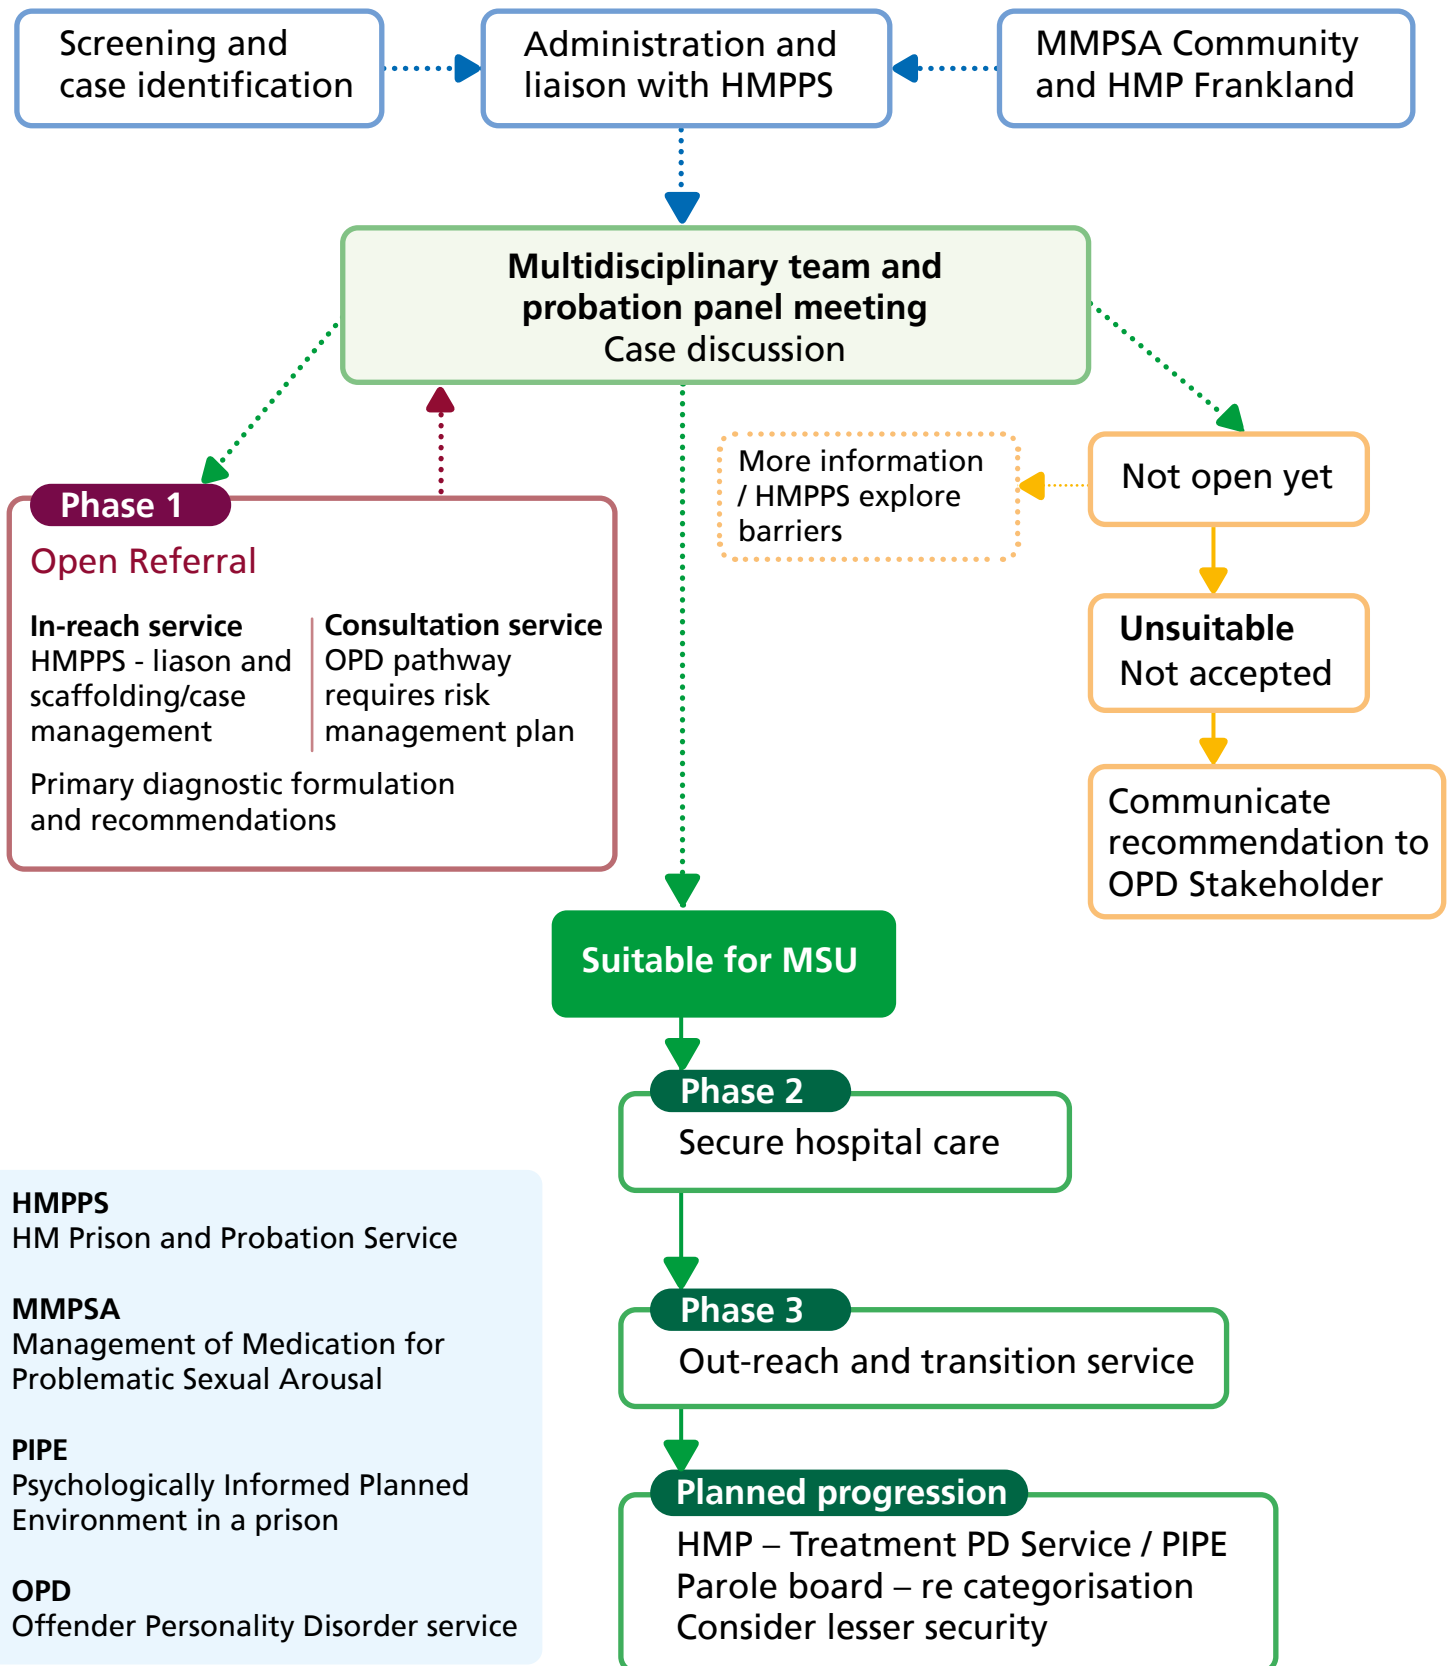 Screening and
case identification
Administration and
liaison with HMPPS
MMPSA Community
and HMP Frankland
Multidisciplinary team and
probation panel meeting
Case discussion
More information
/ HMPPS explore
barriers
Not open yet
Phase 1
Open Referral
In-reach service
HMPPS - liason and
scaffolding/case
management
Consultation service
OPD pathway
requires risk
management plan
Primary diagnostic formulation
and recommendations
Unsuitable
Not accepted
Communicate
recommendation to
OPD Stakeholder
Suitable for MSU
Phase 2
Secure hospital care
Phase 3
Out-reach and transition service
Planned progression
HMP – Treatment PD Service / PIPE
Parole board – re categorisation
Consider lesser security
HMPPS
HM Prison and Probation Service
MMPSA
Management of Medication for
Problematic Sexual Arousal
PIPE
Psychologically Informed Planned
Environment in a prison
OPD
Offender Personality Disorder service